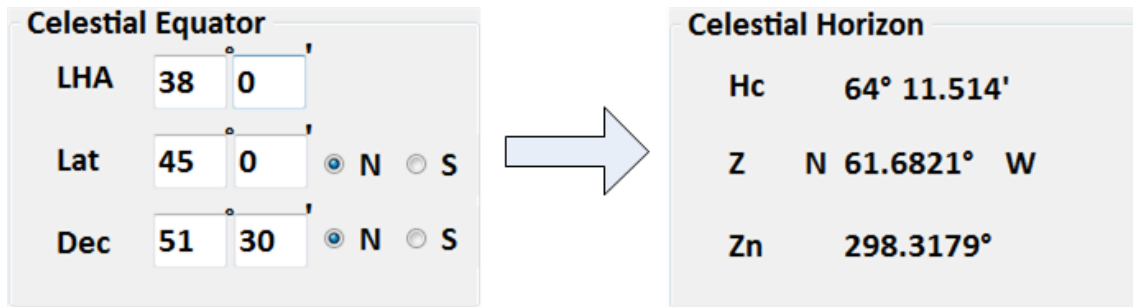 Celestial Equator
° '
LHA 38 0
° '
Lat 45 0 N S
° '
Dec 51 30 N S
Celestial Horizon
Hc 64° 11.514'
Z N 61.6821° W
Zn 298.3179°